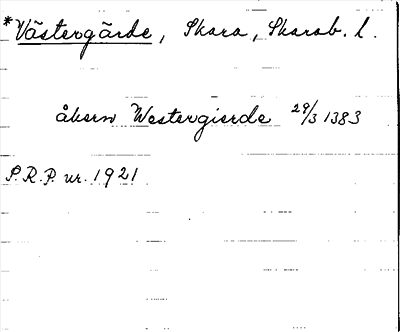 *Västergärde, Skara, Skarab. l.
åkern Westergierde 29/3 1383
S.R.P. nr. 1921